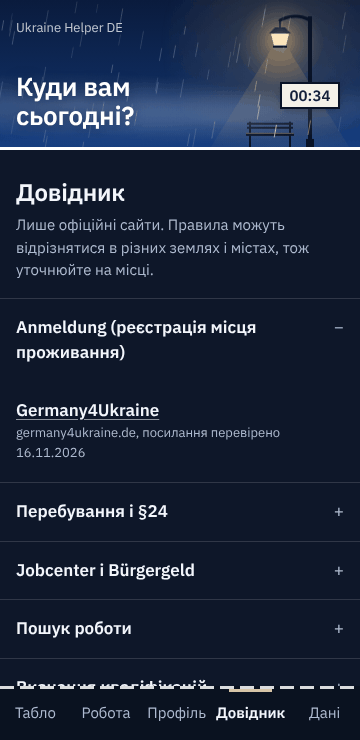 Ukraine Helper DE
Куди вам
сьогодні?
00:34
Довідник
Лише офіційні сайти. Правила можуть
відрізнятися в різних землях і містах, тож
уточнюйте на місці.
Anmeldung (реєстрація місця
проживання)
−
Germany4Ukraine
germany4ukraine.de, посилання перевірено
16.11.2026
Перебування і §24
+
Jobcenter і Bürgergeld
+
Пошук роботи
+
Табло
Робота
Профіль
Довідник
Дані